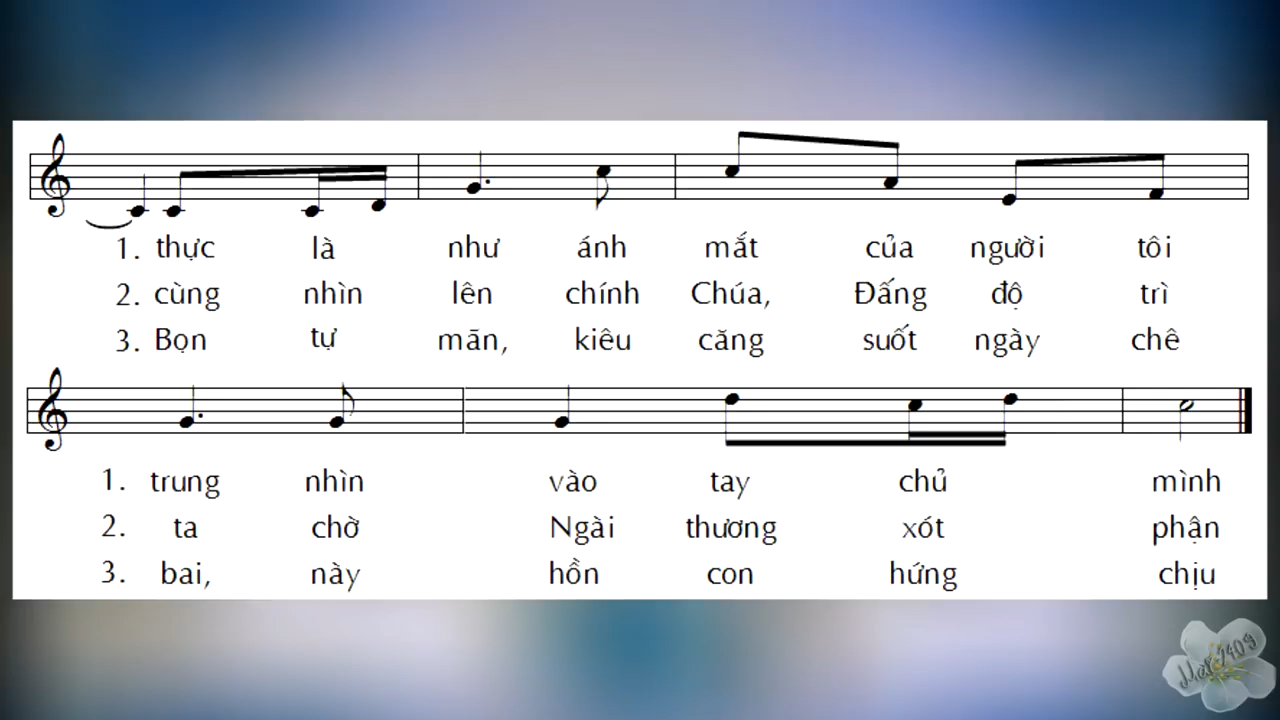 1. thực là như ánh mắt của người tôi
2. cùng nhìn lên chính Chúa, Đấng độ trì
3. Bọn tự mãn, kiêu căng suốt ngày chê
1. trung nhìn vào tay chủ mình
2. ta chờ Ngài thương xót phận
3. bai, này hồn con hứng chịu